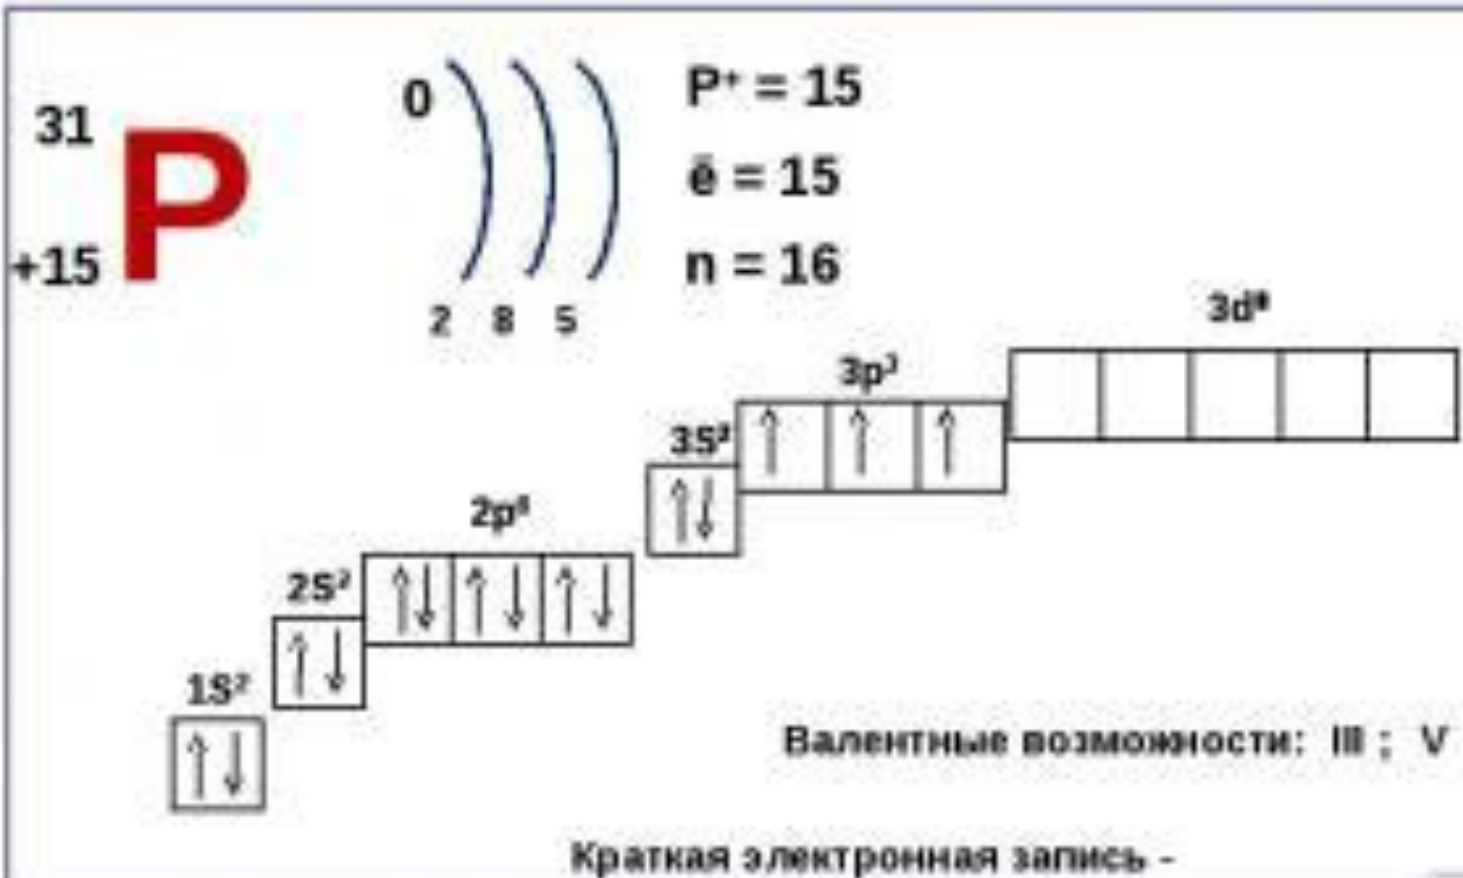 31
P
+15
0
2 8 5
P⁺ = 15
ē = 15
n = 16
3d⁰
3p³
3S²
2p⁶
2S²
1S²
Валентные возможности: III ; V
Краткая электронная запись -